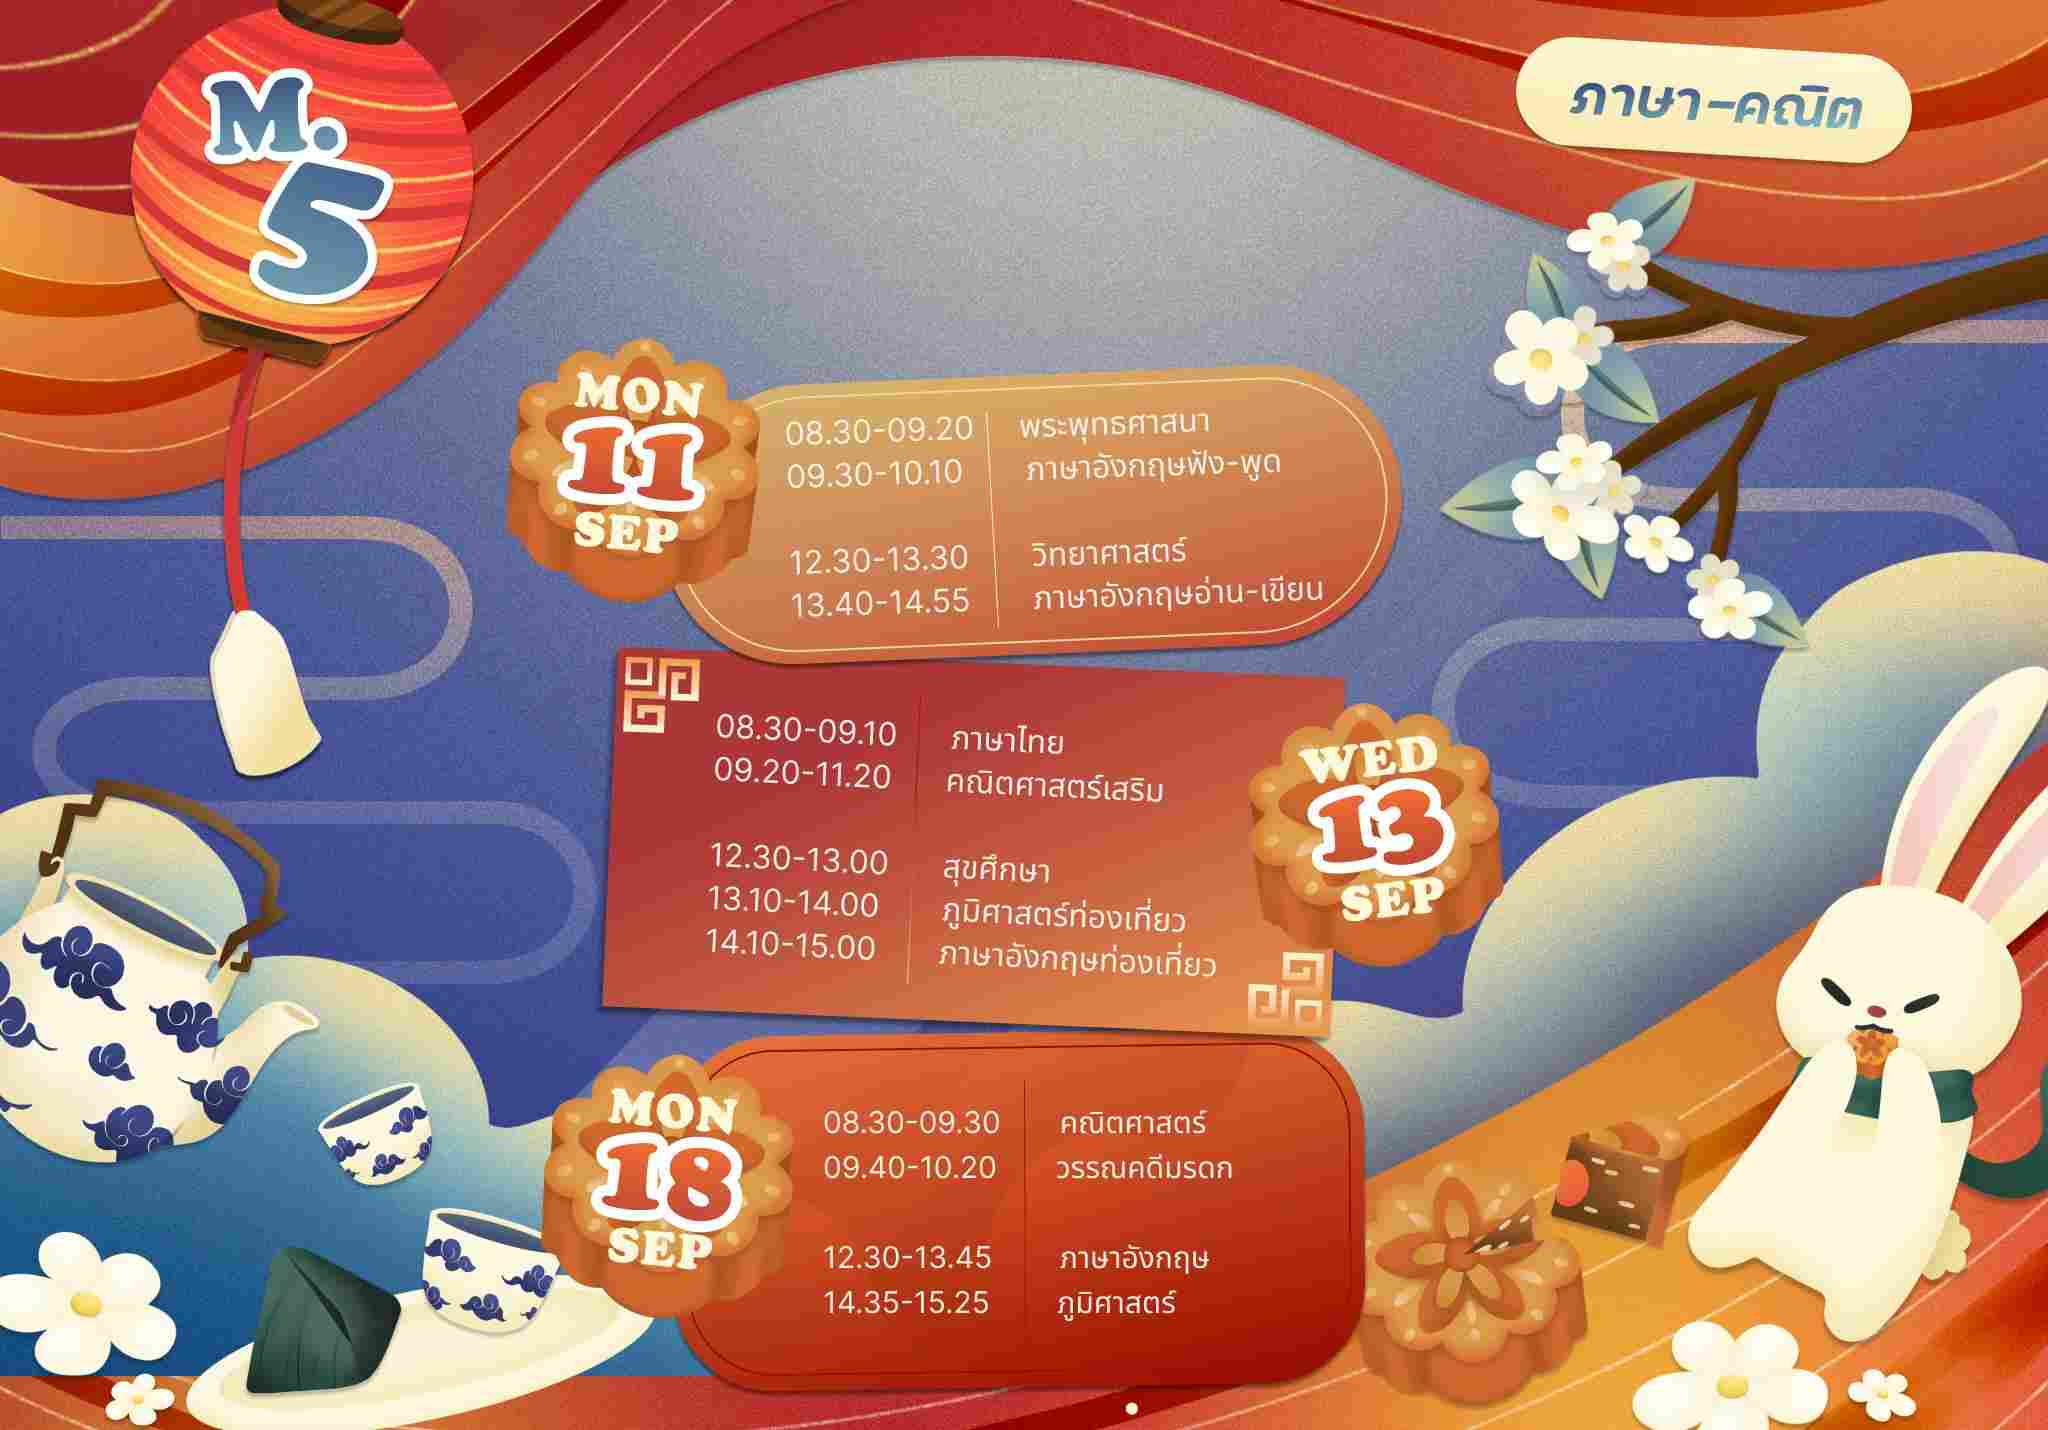 M.
5
ภาษา-คณิต
MON
11
SEP
08.30-09.20 พระพุทธศาสนา
09.30-10.10 ภาษาอังกฤษฟัง-พูด
12.30-13.30 วิทยาศาสตร์
13.40-14.55 ภาษาอังกฤษอ่าน-เขียน
WED
13
SEP
08.30-09.10 ภาษาไทย
09.20-11.20 คณิตศาสตร์เสริม
12.30-13.00 สุขศึกษา
13.10-14.00 ภูมิศาสตร์ท่องเที่ยว
14.10-15.00 ภาษาอังกฤษท่องเที่ยว
MON
18
SEP
08.30-09.30 คณิตศาสตร์
09.40-10.20 วรรณคดีมรดก
12.30-13.45 ภาษาอังกฤษ
14.35-15.25 ภูมิศาสตร์